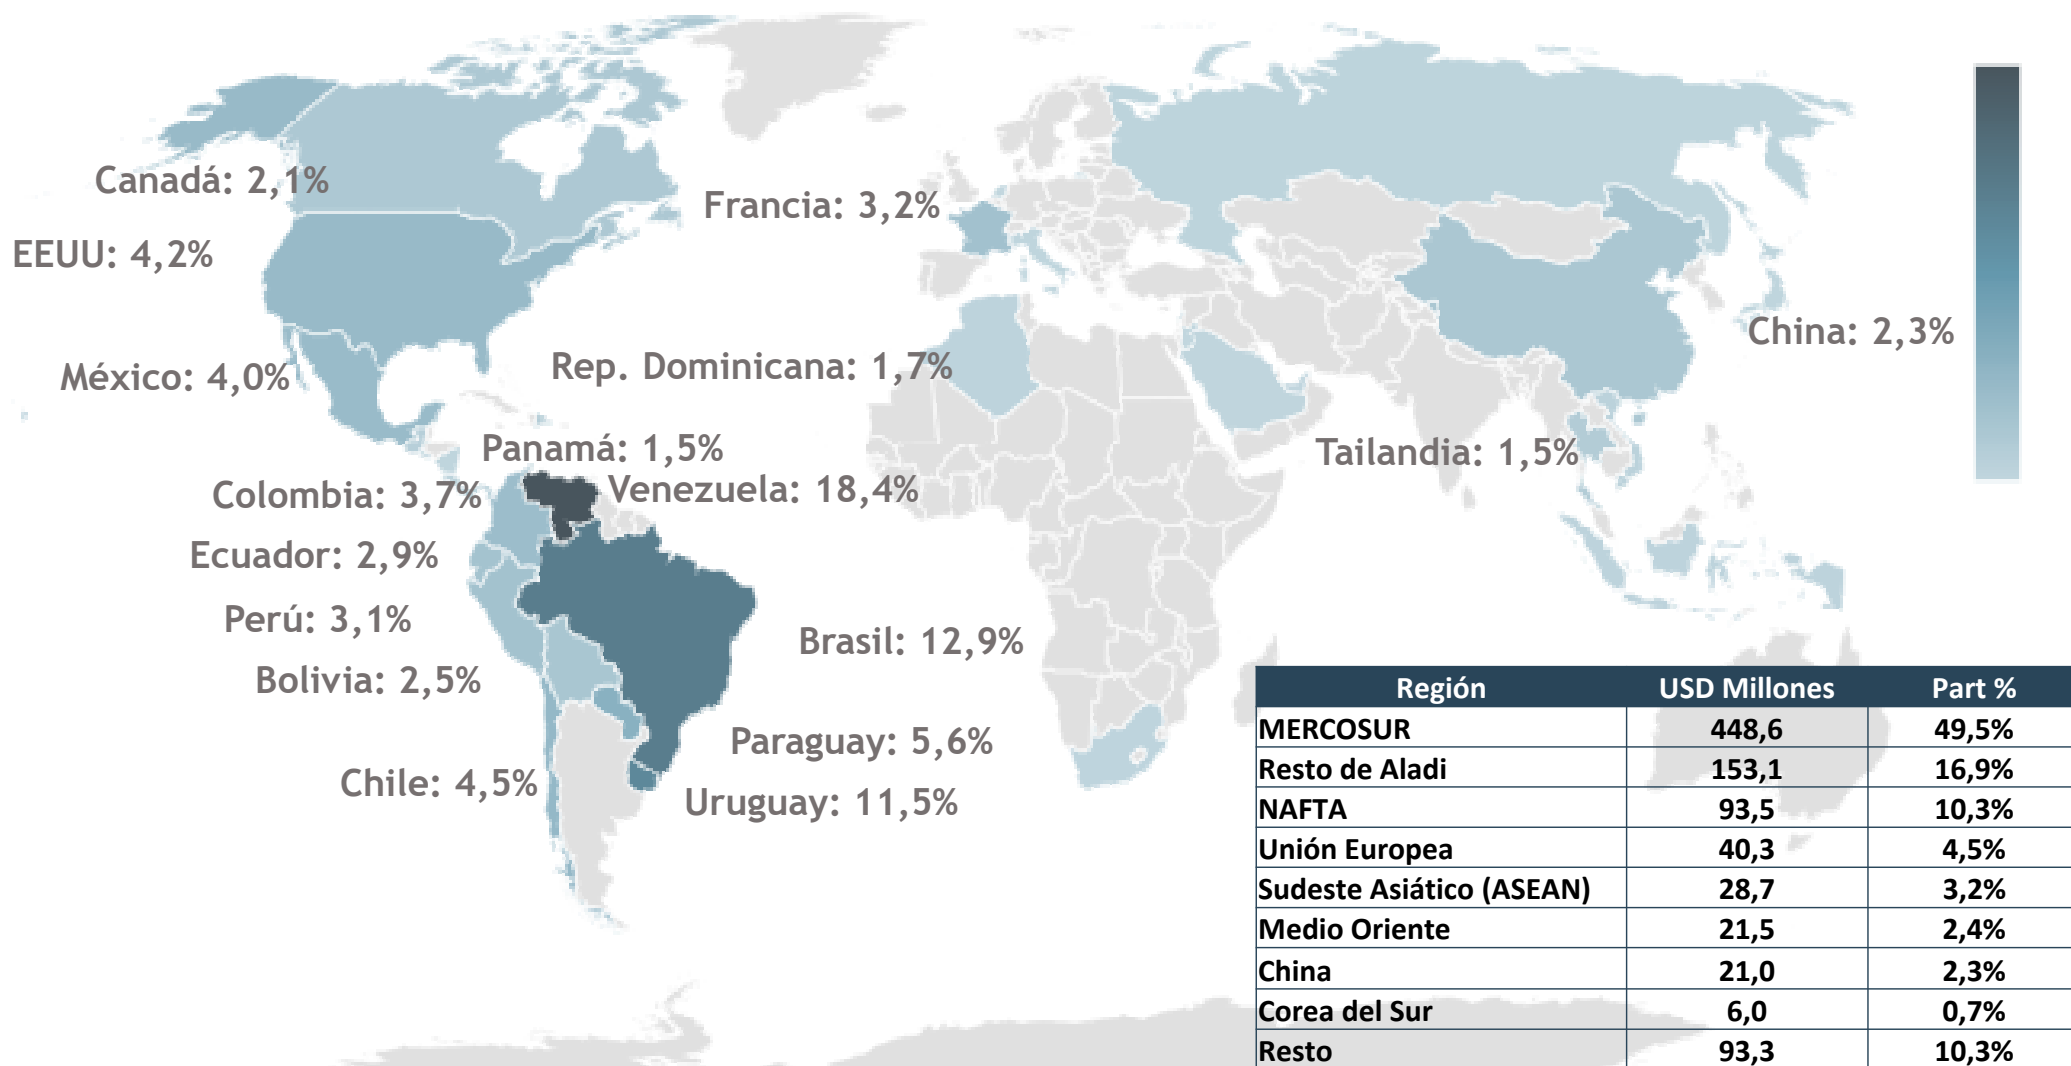 Canadá: 2,1%
Francia: 3,2%
EEUU: 4,2%
China: 2,3%
México: 4,0%
Rep. Dominicana: 1,7%
Panamá: 1,5%
Tailandia: 1,5%
Colombia: 3,7%
Venezuela: 18,4%
Ecuador: 2,9%
Perú: 3,1%
Brasil: 12,9%
Bolivia: 2,5%
Paraguay: 5,6%
Chile: 4,5%
Uruguay: 11,5%
Región USD Millones Part %
MERCOSUR 448,6 49,5%
Resto de Aladi 153,1 16,9%
NAFTA 93,5 10,3%
Unión Europea 40,3 4,5%
Sudeste Asiático (ASEAN) 28,7 3,2%
Medio Oriente 21,5 2,4%
China 21,0 2,3%
Corea del Sur 6,0 0,7%
Resto 93,3 10,3%